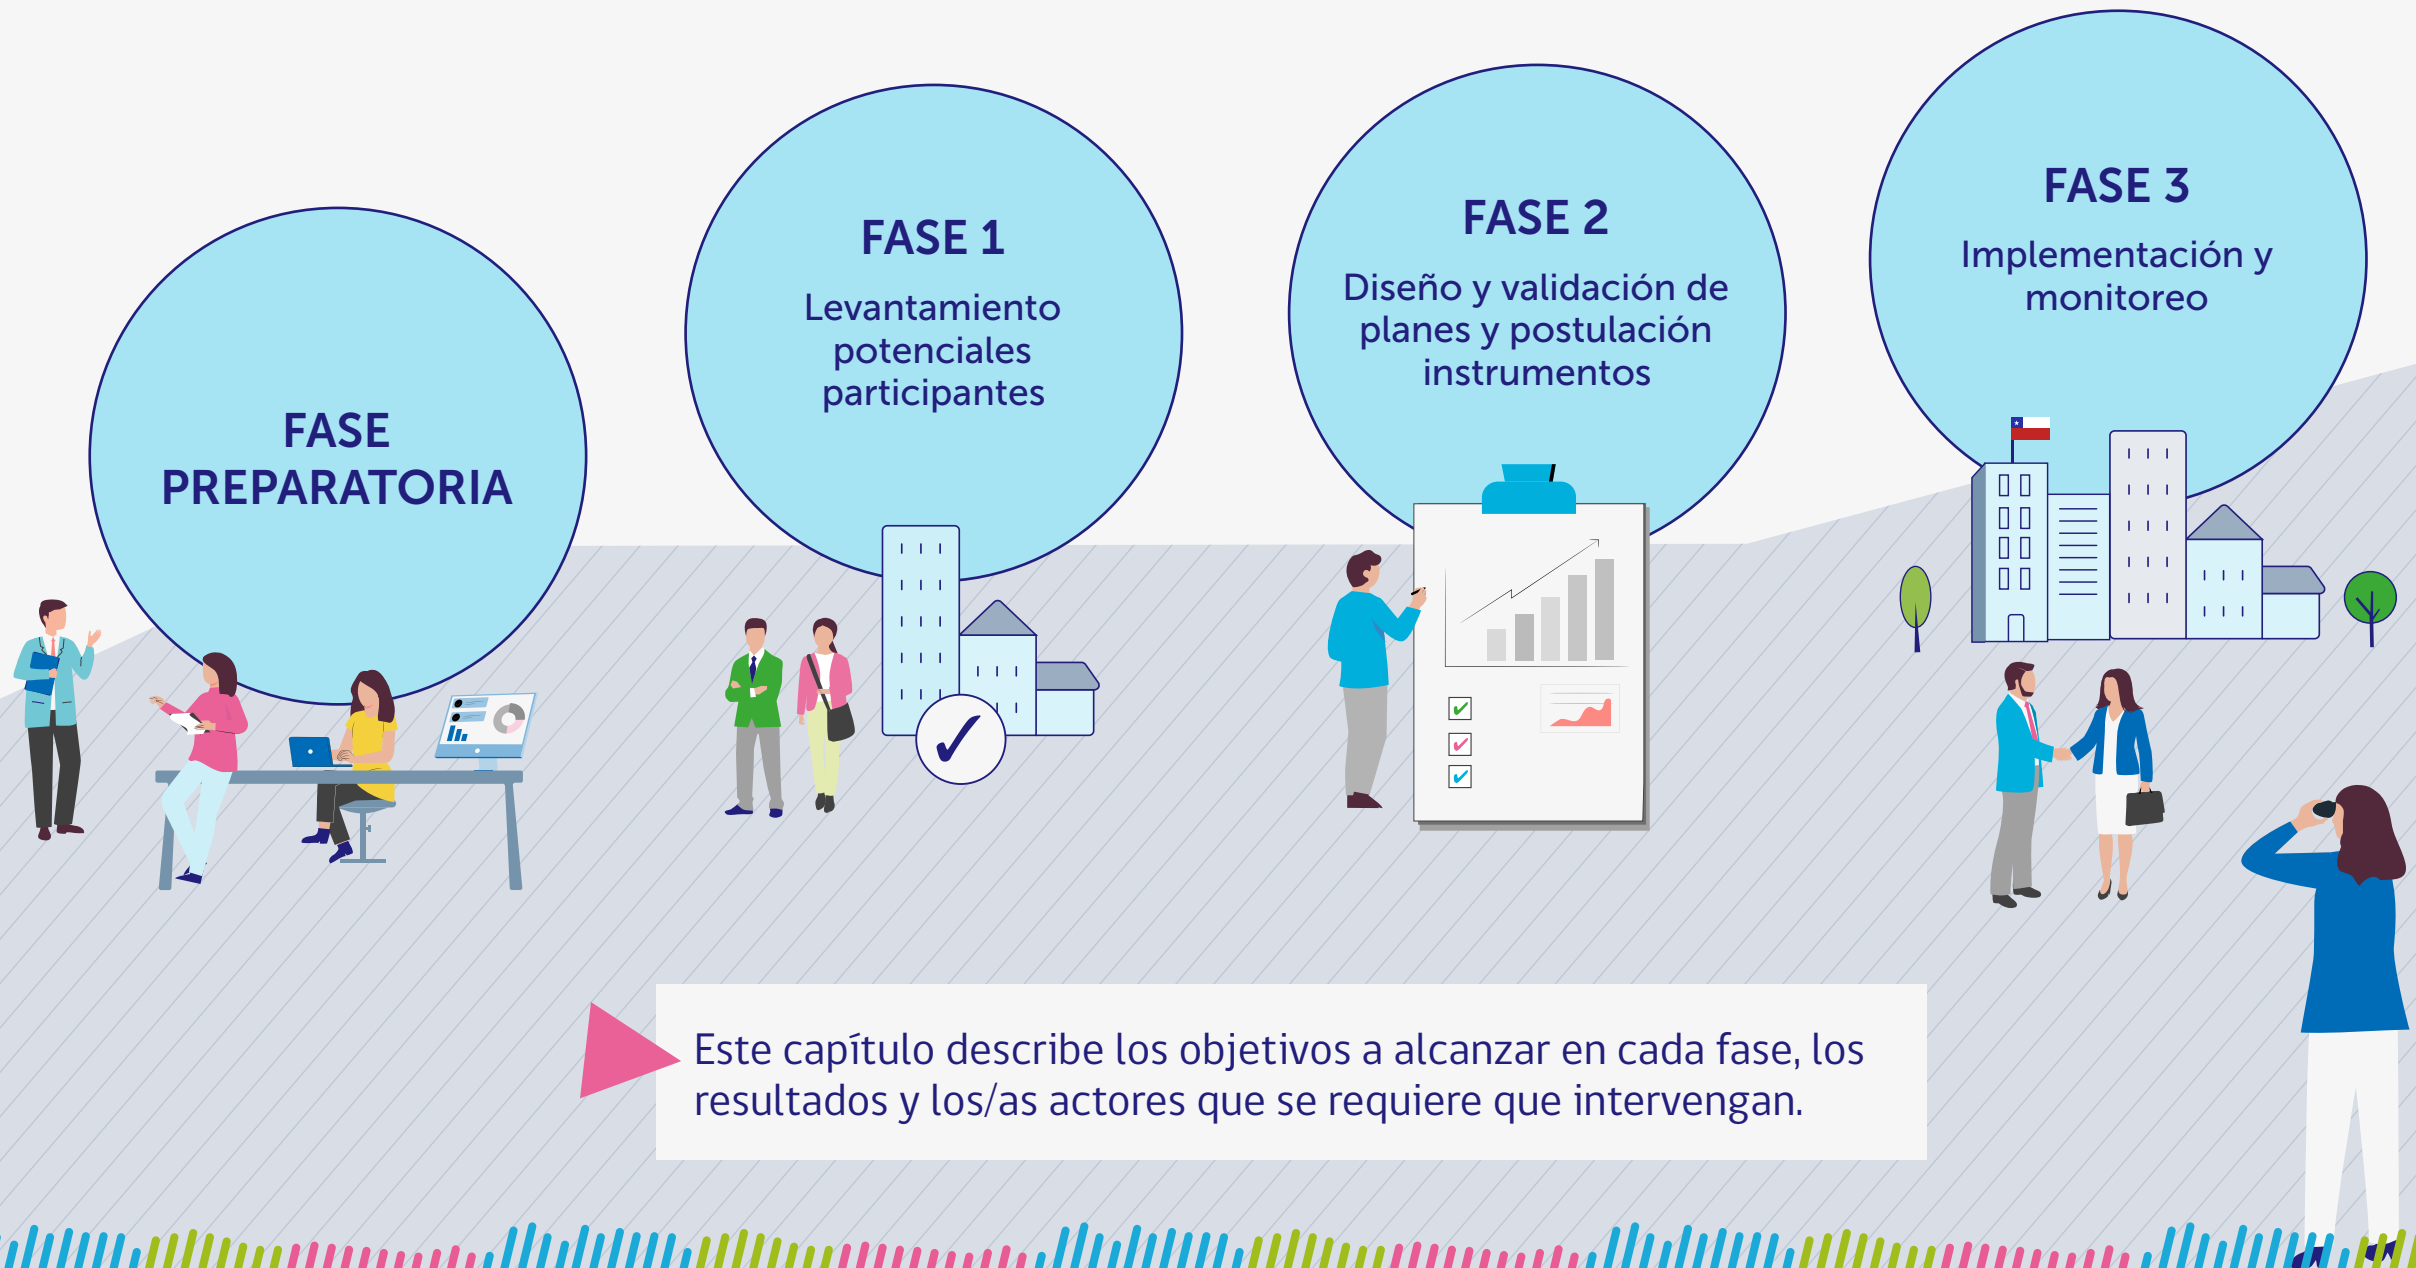 FASE
PREPARATORIA
FASE 1
Levantamiento
potenciales
participantes
FASE 2
Diseño y validación de
planes y postulación
instrumentos
FASE 3
Implementación y
monitoreo
Este capítulo describe los objetivos a alcanzar en cada fase, los
resultados y los/as actores que se requiere que intervengan.